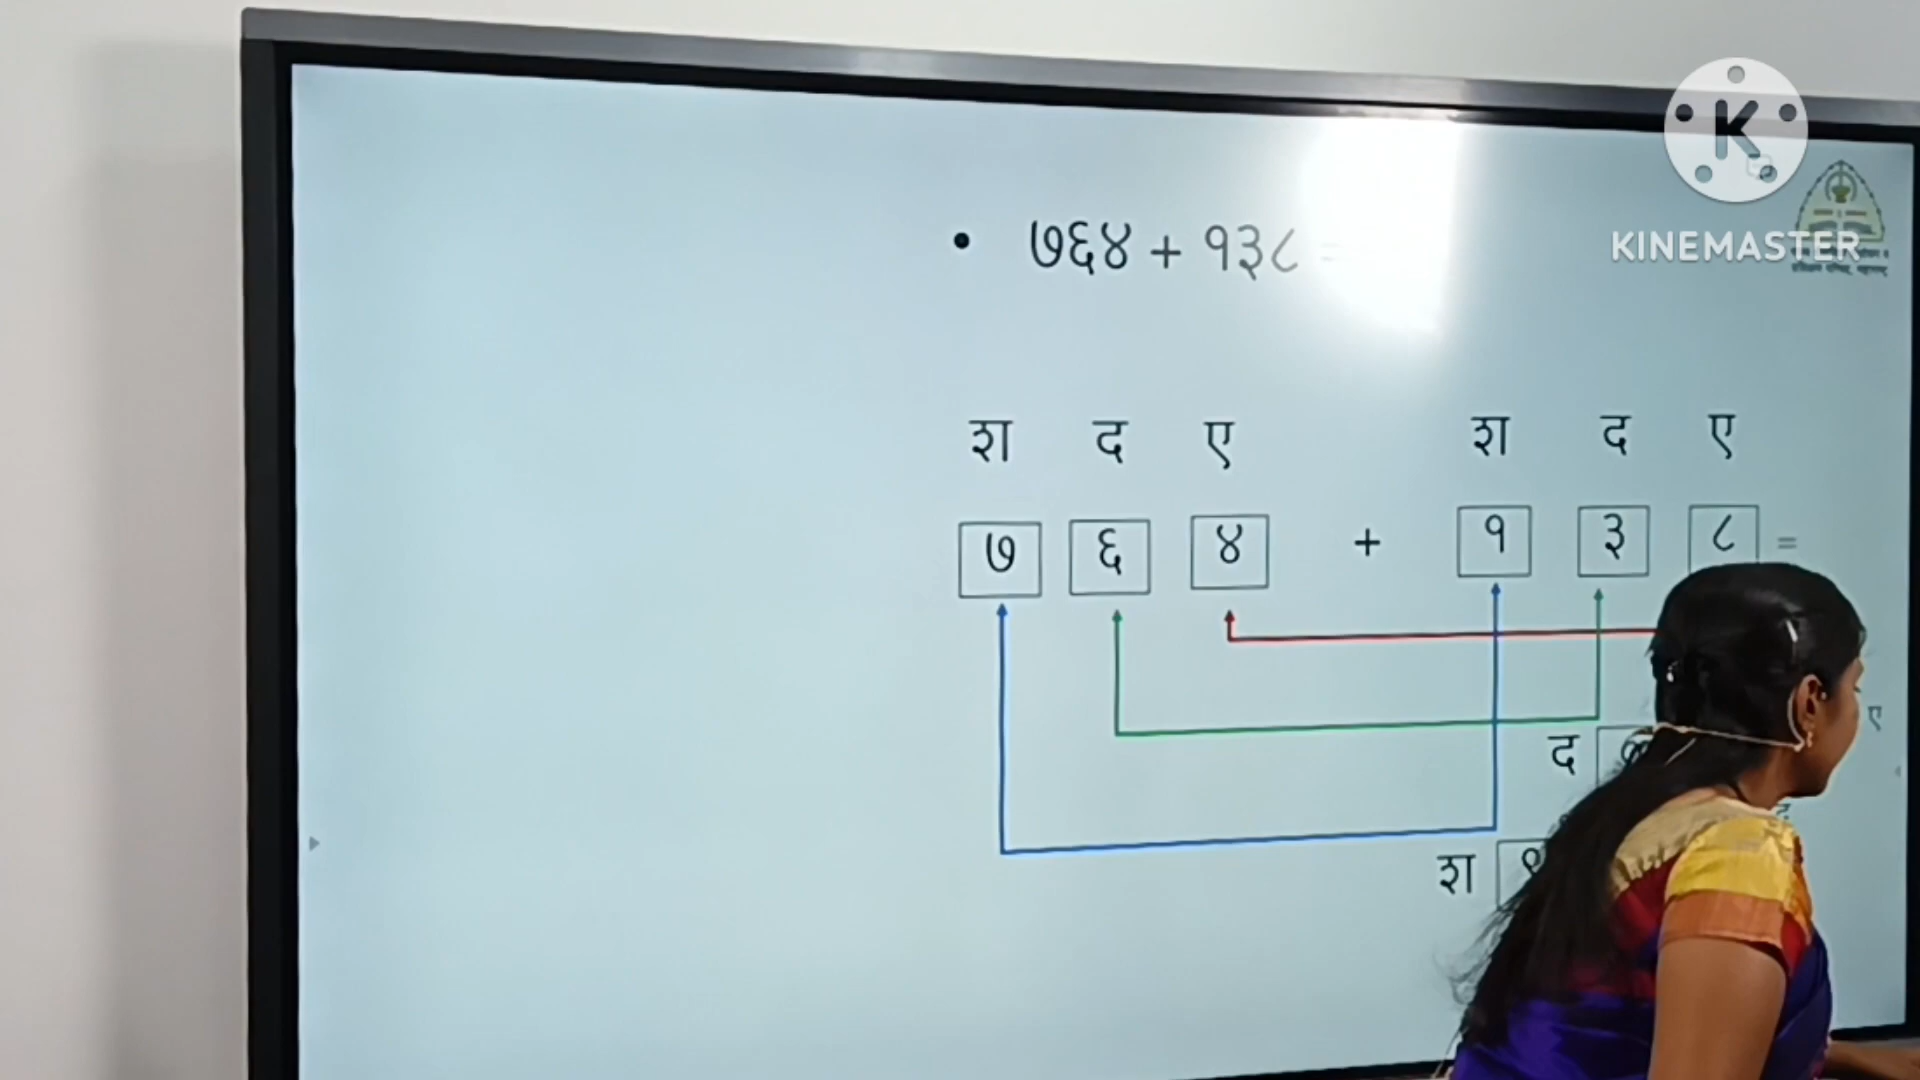 • ७६४ + १३८
KINEMASTER
श द ए श द ए
७ ६ ४ + १ ३ ८ =
ए
द
श